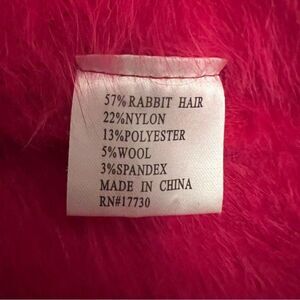 57% RABBIT HAIR
22%NYLON
13%POLYESTER
5%WOOL
3%SPANDEX
MADE IN CHINA
RN#17730